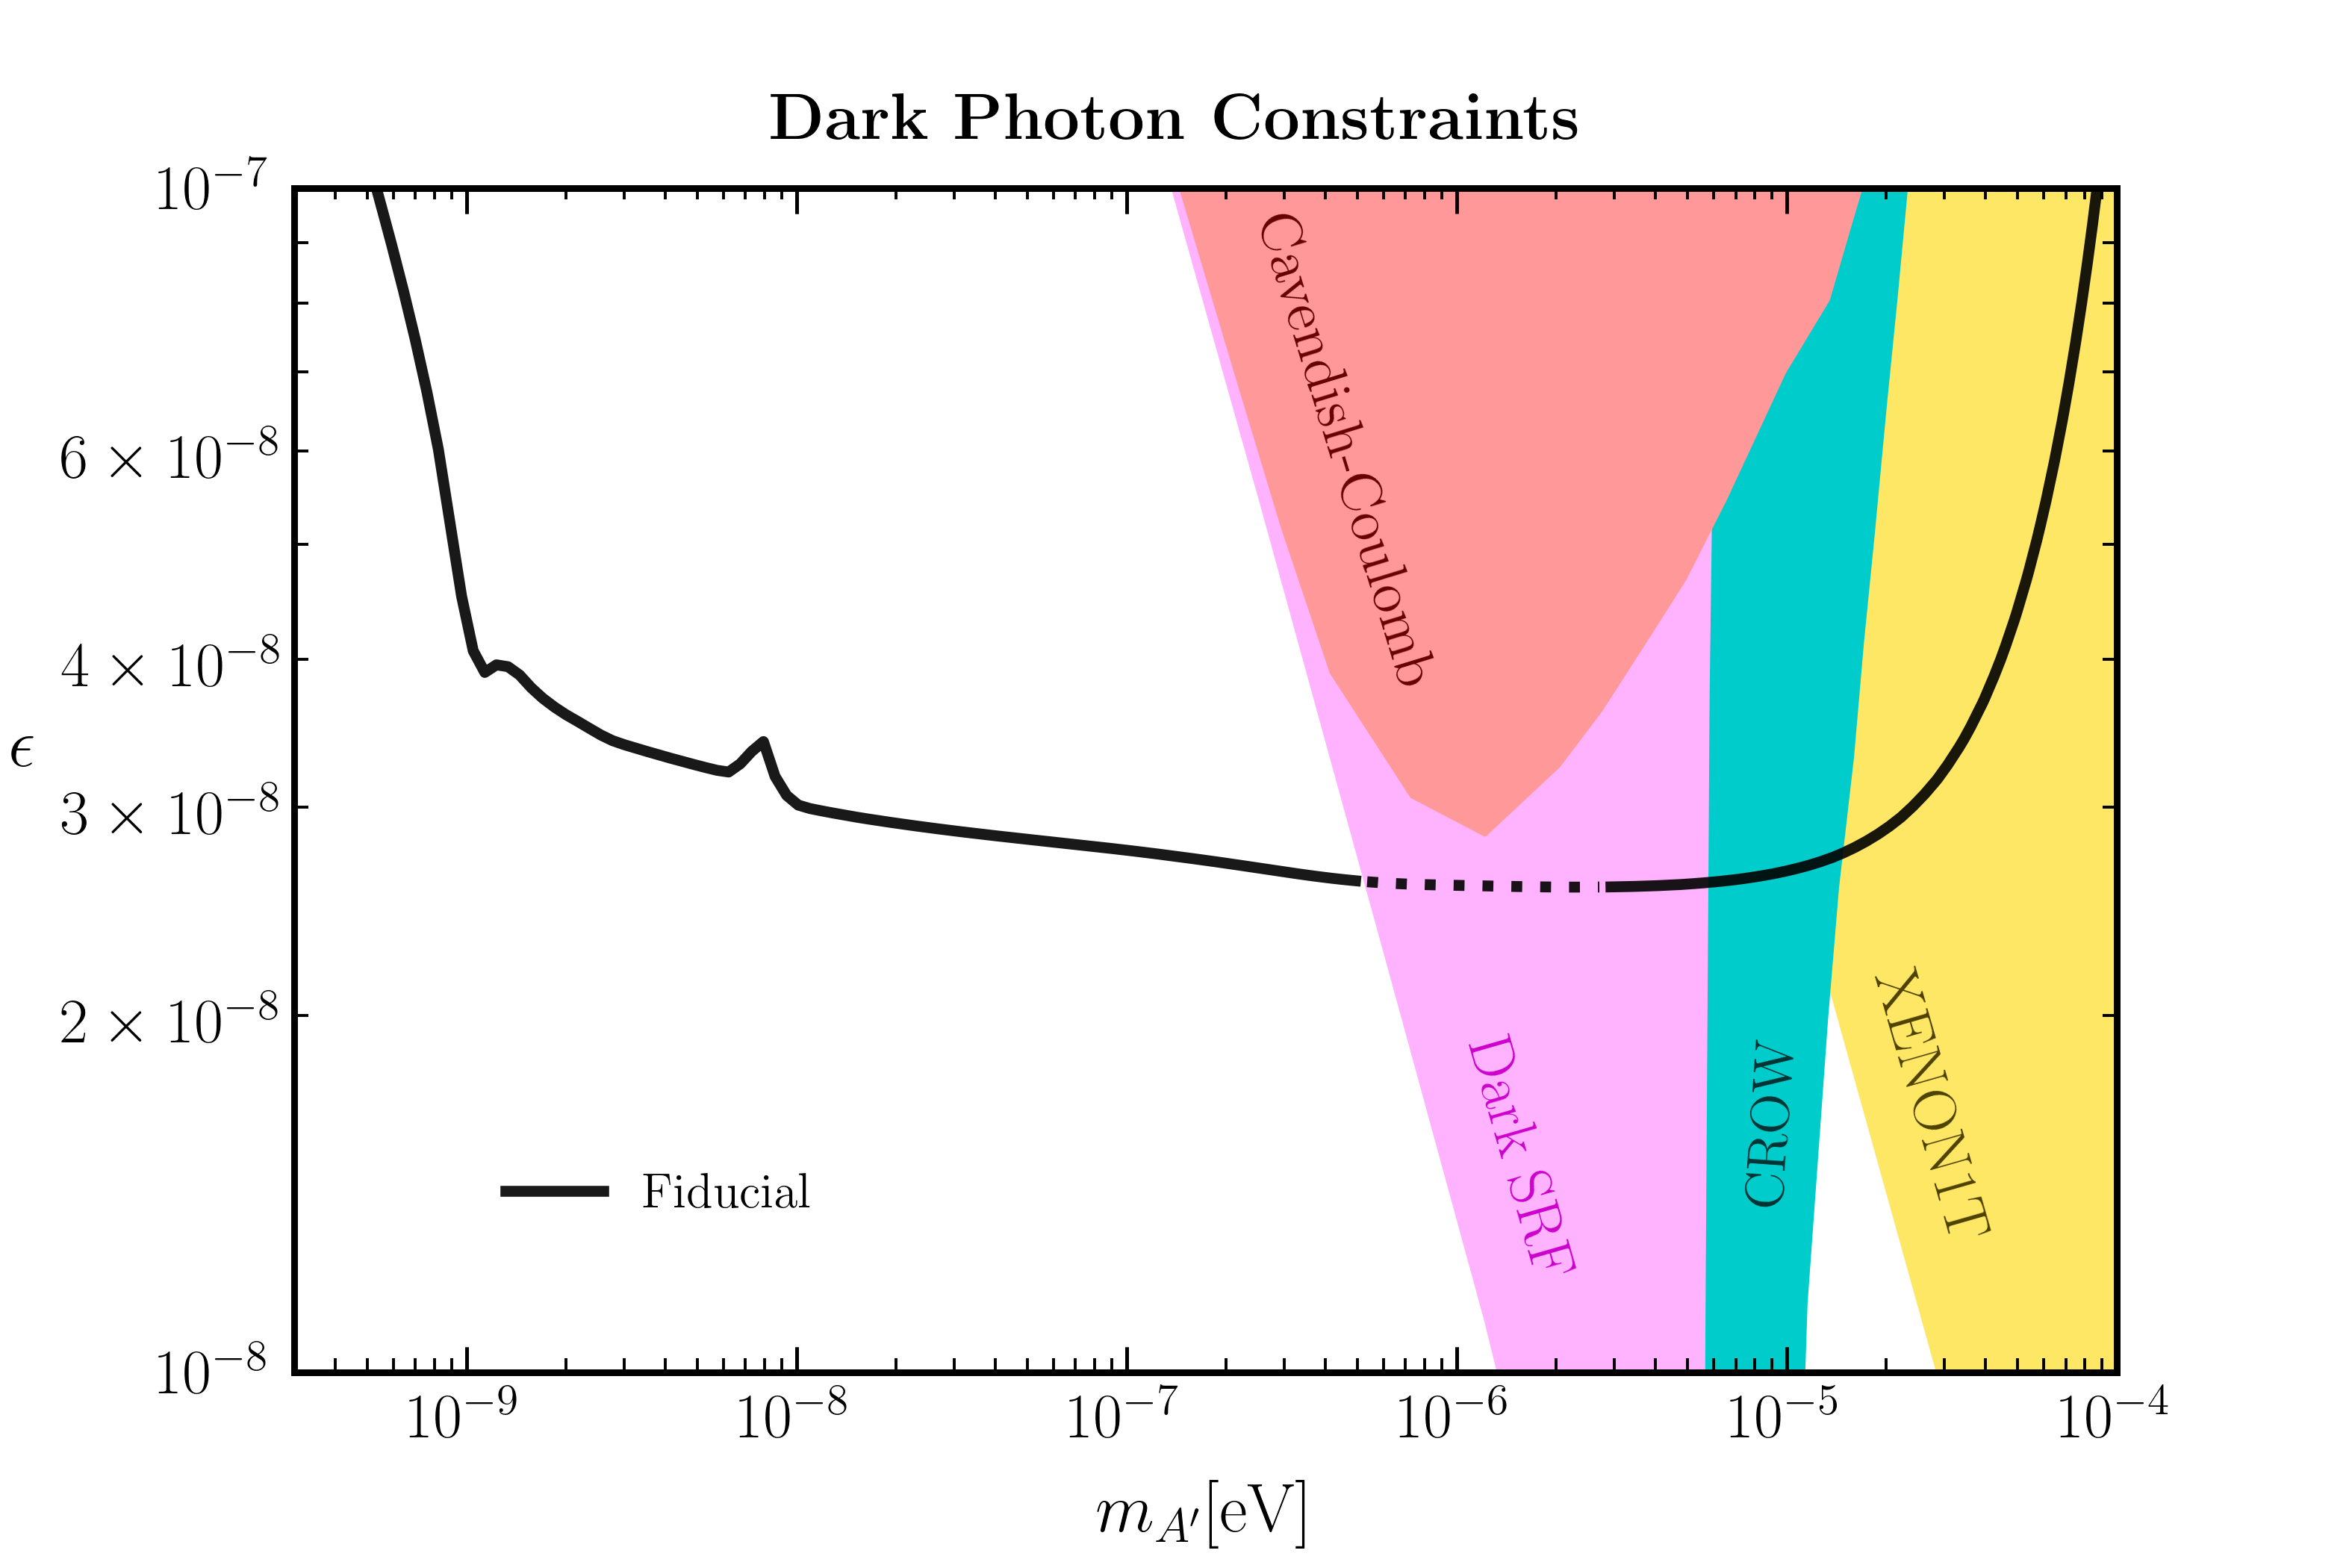 Dark Photon Constraints
10⁻⁷
6 × 10⁻⁸
4 × 10⁻⁸
ϵ
3 × 10⁻⁸
2 × 10⁻⁸
10⁻⁸
Cavendish-Coulomb
Dark SRF
CROW
XENON1T
Fiducial
10⁻⁹ 10⁻⁸ 10⁻⁷ 10⁻⁶ 10⁻⁵ 10⁻⁴
m_A′[eV]